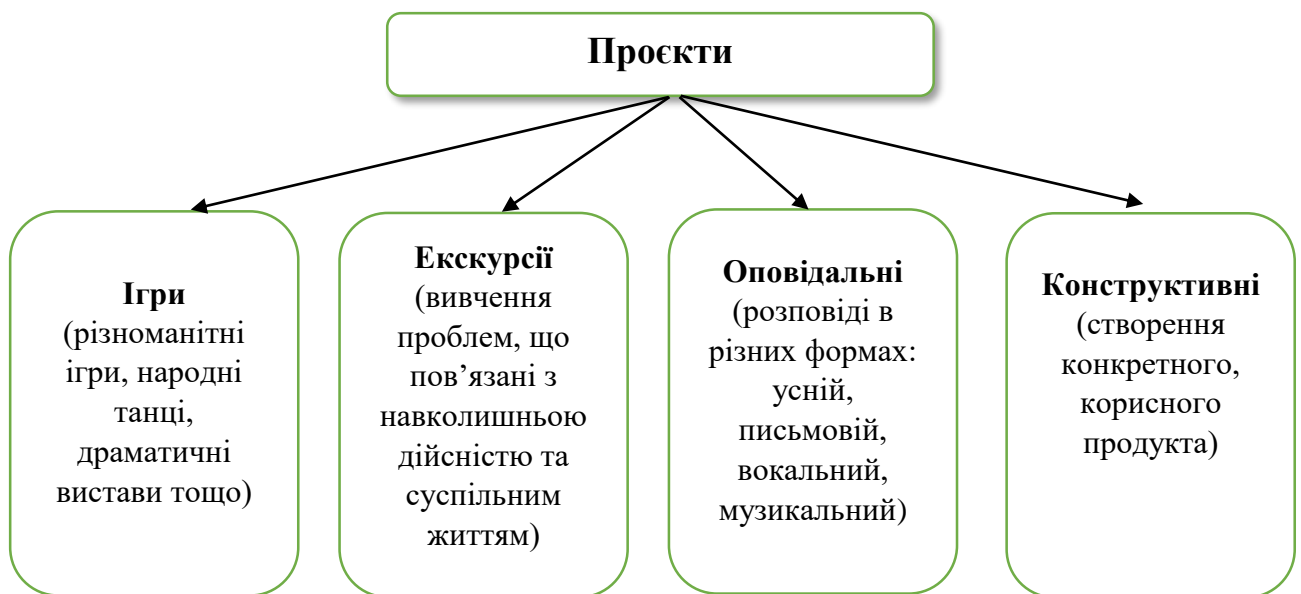 Проєкти
Ігри
(різноманітні
ігри, народні
танці,
драматичні
вистави тощо)
Екскурсії
(вивчення
проблем, що
пов’язані з
навколишньою
дійсністю та
суспільним
життям)
Оповідальні
(розповіді в
різних формах:
усній,
письмовій,
вокальний,
музикальний)
Конструктивні
(створення
конкретного,
корисного
продукта)